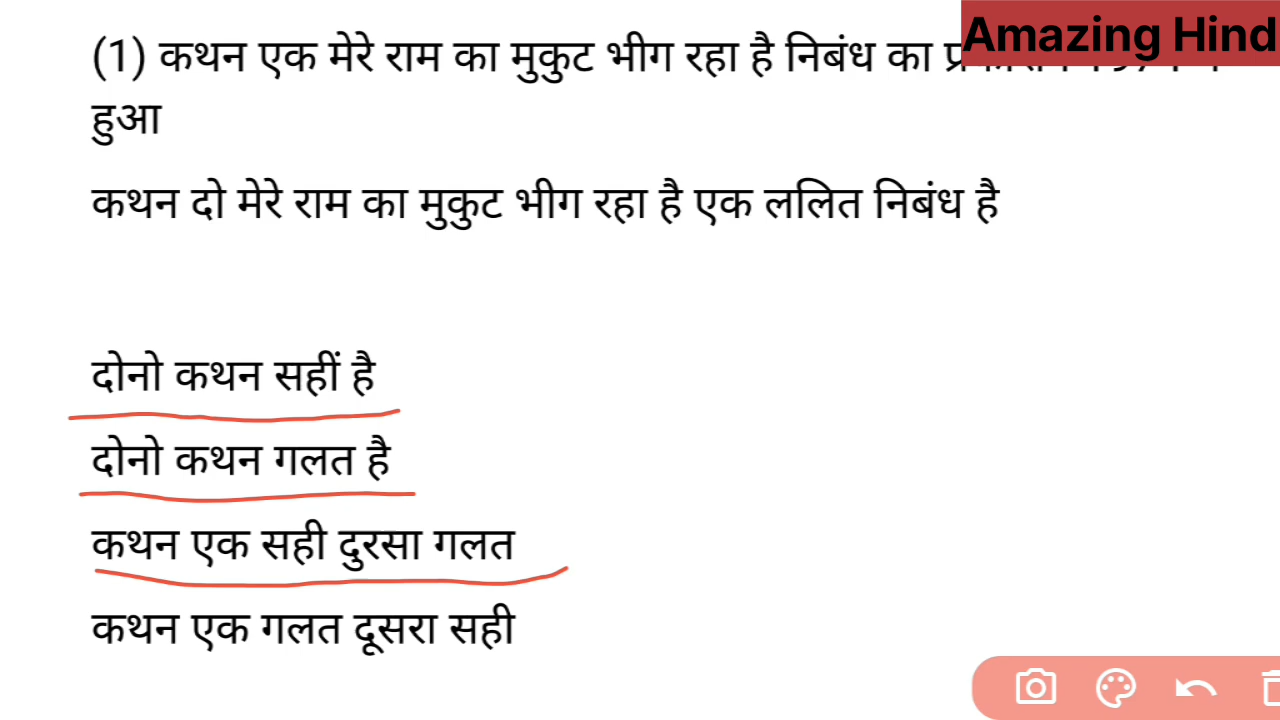 Amazing Hind
(1) कथन एक मेरे राम का मुकुट भीग रहा है निबंध का
हुआ
कथन दो मेरे राम का मुकुट भीग रहा है एक ललित निबंध है
दोनो कथन सहीं है
दोनो कथन गलत है
कथन एक सही दुरसा गलत
कथन एक गलत दूसरा सही